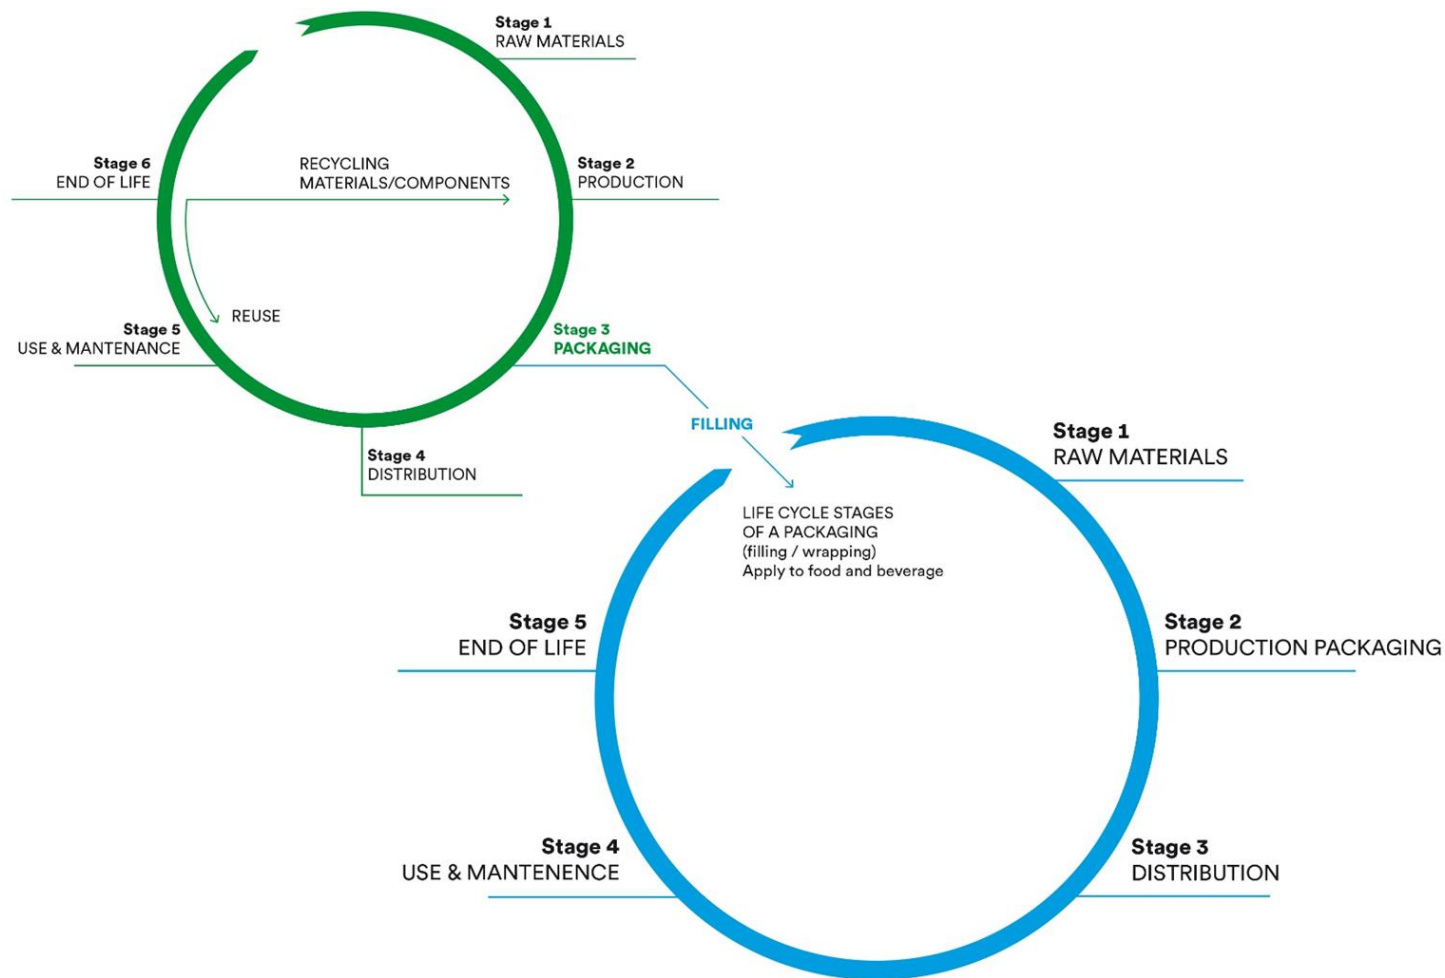 Stage 1
RAW MATERIALS
Stage 6
END OF LIFE
RECYCLING
MATERIALS/COMPONENTS
Stage 2
PRODUCTION
REUSE
Stage 5
USE & MANTENANCE
Stage 3
PACKAGING
Stage 4
DISTRIBUTION
FILLING
Stage 1
RAW MATERIALS
LIFE CYCLE STAGES
OF A PACKAGING
(filling / wrapping)
Apply to food and beverage
Stage 5
END OF LIFE
Stage 2
PRODUCTION PACKAGING
Stage 4
USE & MANTENENCE
Stage 3
DISTRIBUTION